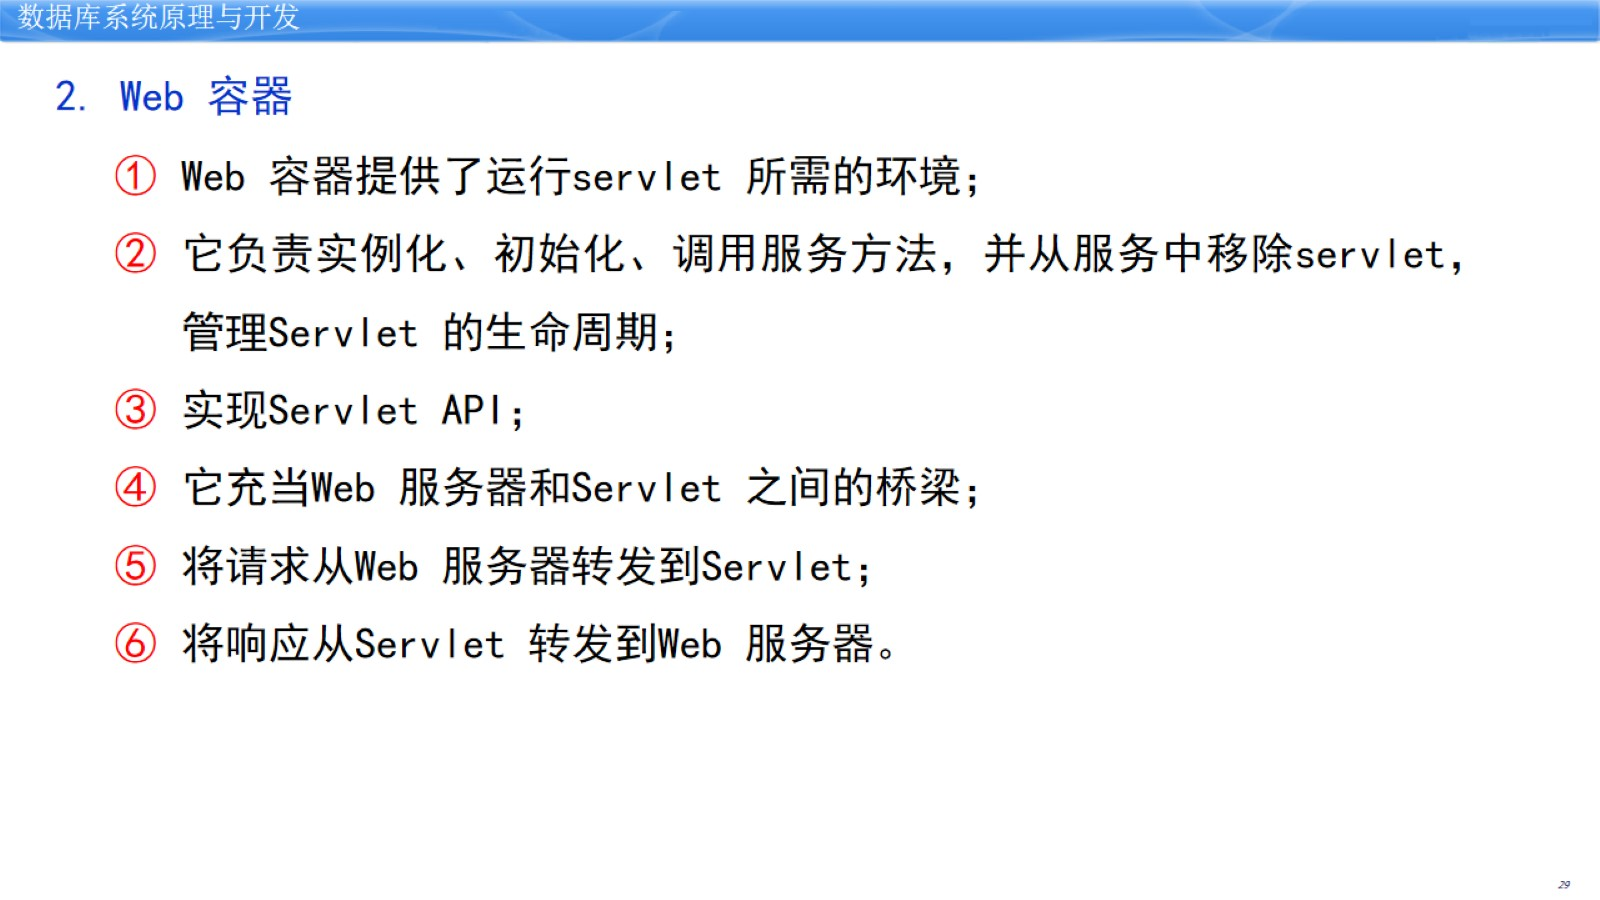 数据库系统原理与开发
2. Web 容器
① Web 容器提供了运行servlet 所需的环境；
② 它负责实例化、初始化、调用服务方法，并从服务中移除servlet，
管理Servlet 的生命周期；
③ 实现Servlet API；
④ 它充当Web 服务器和Servlet 之间的桥梁；
⑤ 将请求从Web 服务器转发到Servlet；
⑥ 将响应从Servlet 转发到Web 服务器。
29